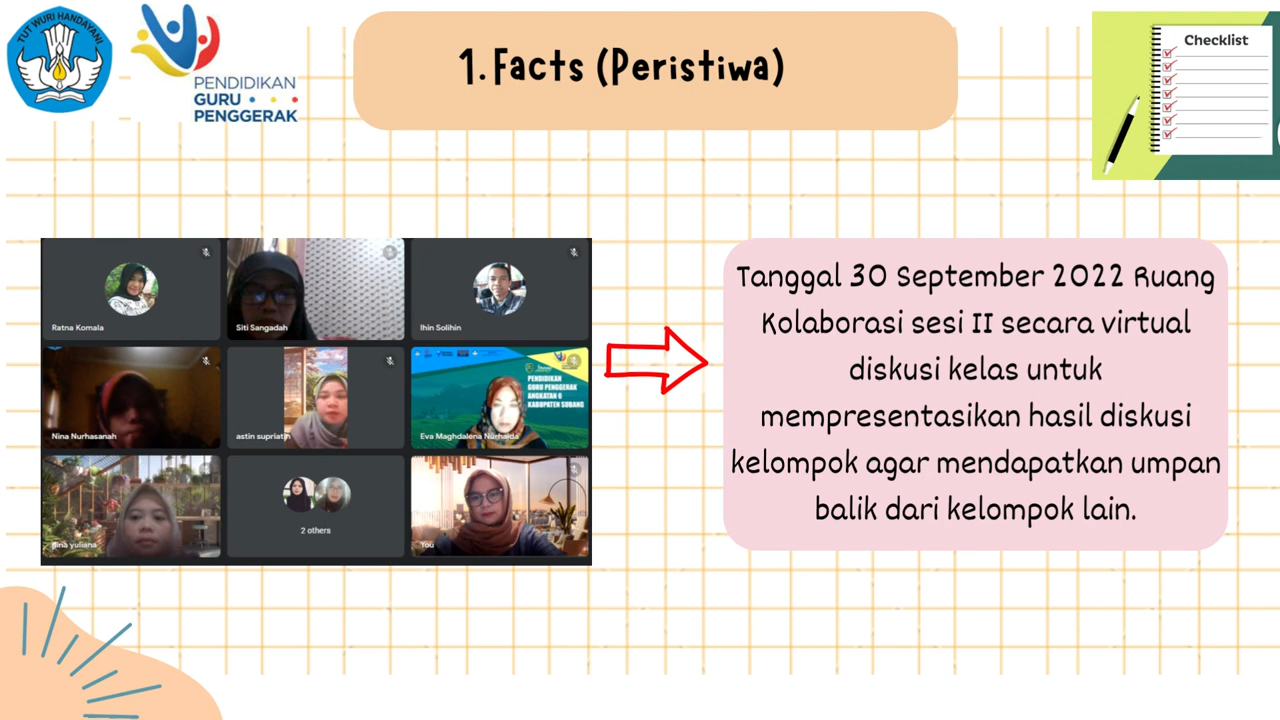 TUT WURI HANDAYANI
PENDIDIKAN
GURU
PENGGERAK
1. Facts (Peristiwa)
Checklist
Ratna Komala
Siti Sangadah
Ihin Solihin
Nina Nurhasanah
astin supriatin
PENDIDIKAN
GURU PENGGERAK
ANGKATAN 6
KABUPATEN SUBANG
Eva Maghdalena Nurhaida
yuliana
2 others
You
Tanggal 30 September 2022 Ruang
Kolaborasi sesi II secara virtual
diskusi kelas untuk
mempresentasikan hasil diskusi
kelompok agar mendapatkan umpan
balik dari kelompok lain.